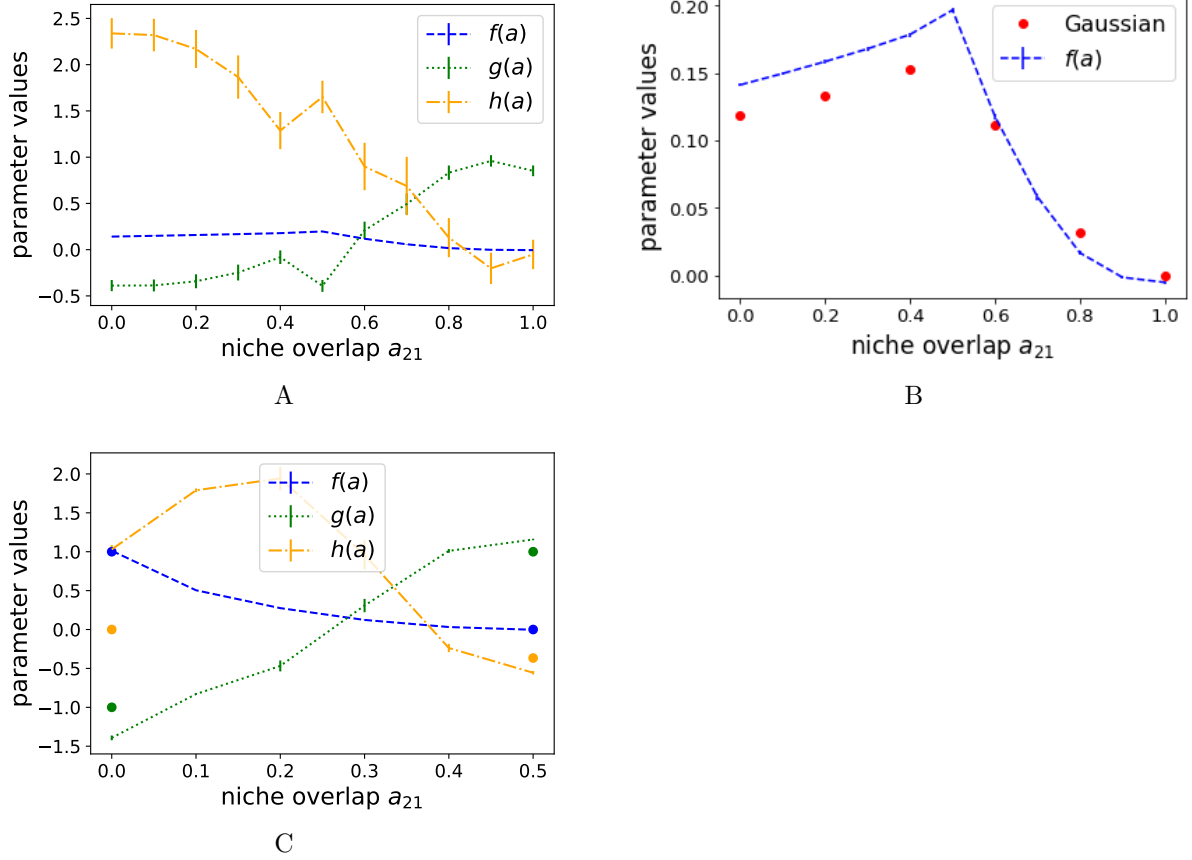 2.5
2.0
1.5
1.0
0.5
0.0
−0.5
parameter values
f(a)
g(a)
h(a)
0.0 0.2 0.4 0.6 0.8 1.0
niche overlap a₂₁
A
0.20
0.15
0.10
0.05
0.00
parameter values
Gaussian
f(a)
0.0 0.2 0.4 0.6 0.8 1.0
niche overlap a₂₁
B
2.0
1.5
1.0
0.5
0.0
−0.5
−1.0
−1.5
parameter values
f(a)
g(a)
h(a)
0.0 0.1 0.2 0.3 0.4 0.5
niche overlap a₂₁
C